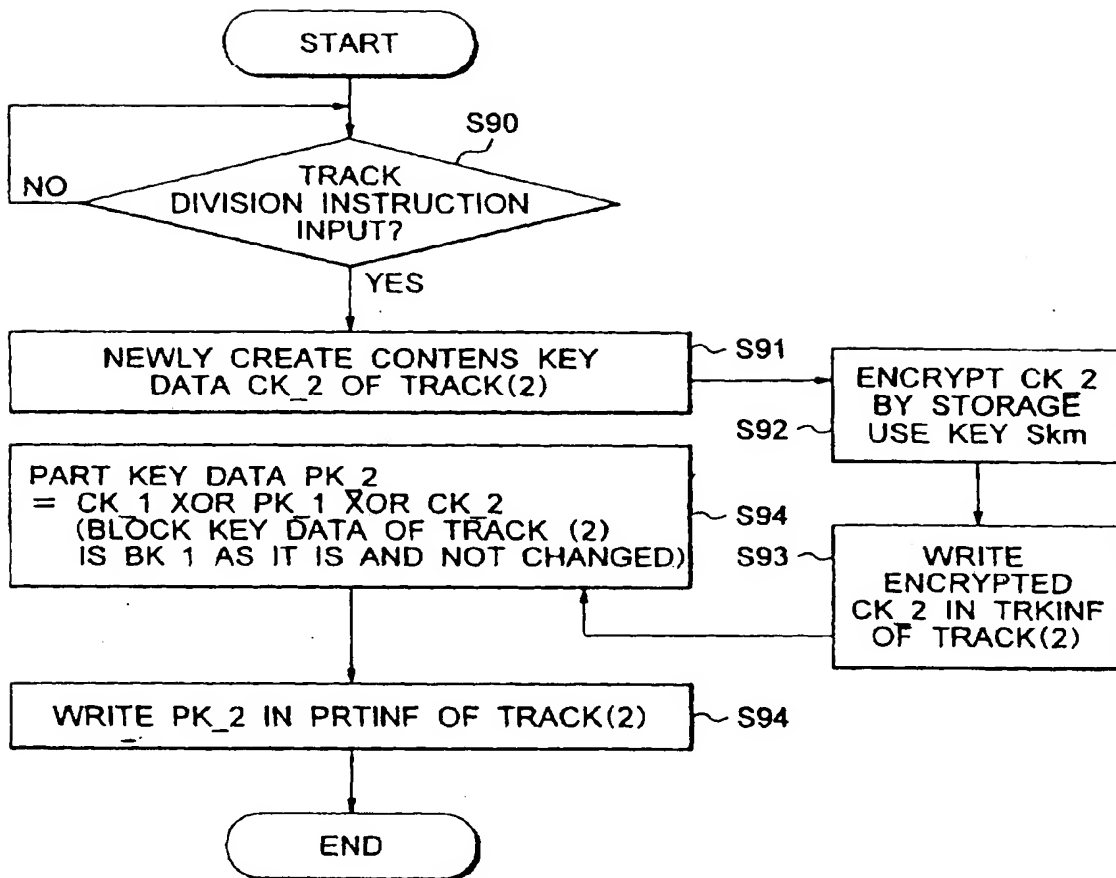 START
S90
TRACK
DIVISION INSTRUCTION
INPUT?
NO
YES
NEWLY CREATE CONTENS KEY
DATA CK_2 OF TRACK(2)
S91
ENCRYPT CK_2
BY STORAGE
USE KEY Skm
S92
WRITE
ENCRYPTED
CK_2 IN TRKINF
OF TRACK(2)
S93
PART KEY DATA PK_2
= CK_1 XOR PK_1 XOR CK_2
(BLOCK KEY DATA OF TRACK (2)
IS BK 1 AS IT IS AND NOT CHANGED)
S94
WRITE PK_2 IN PRTINF OF TRACK(2)
S94
END